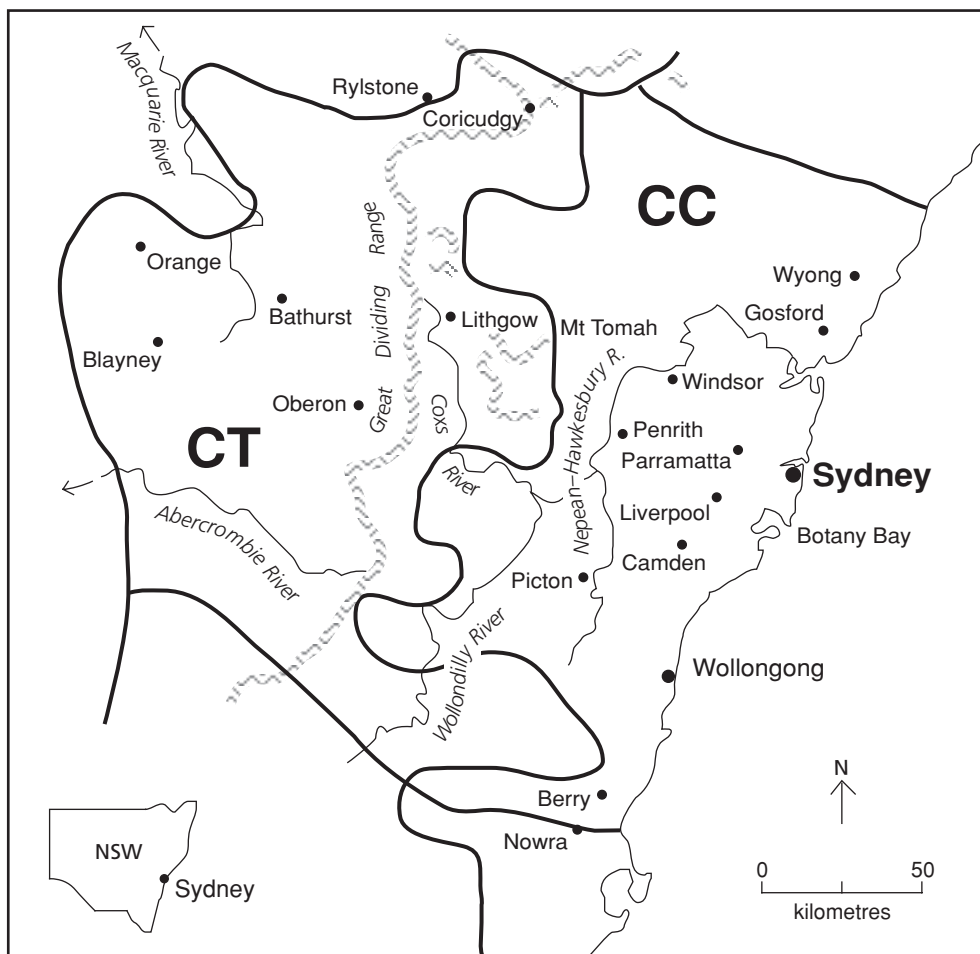 Macquarie River
Rylstone
Coricudgy
CC
Great Dividing Range
Orange
Wyong
Bathurst
Lithgow
Gosford
Mt Tomah
Blayney
Windsor
Oberon
Coxs
River
Nepean–Hawkesbury R.
Penrith
CT
Parramatta
Sydney
Liverpool
Abercrombie River
Botany Bay
Camden
Picton
Wollondilly River
Wollongong
N
Berry
Nowra
NSW
Sydney
0 50
kilometres